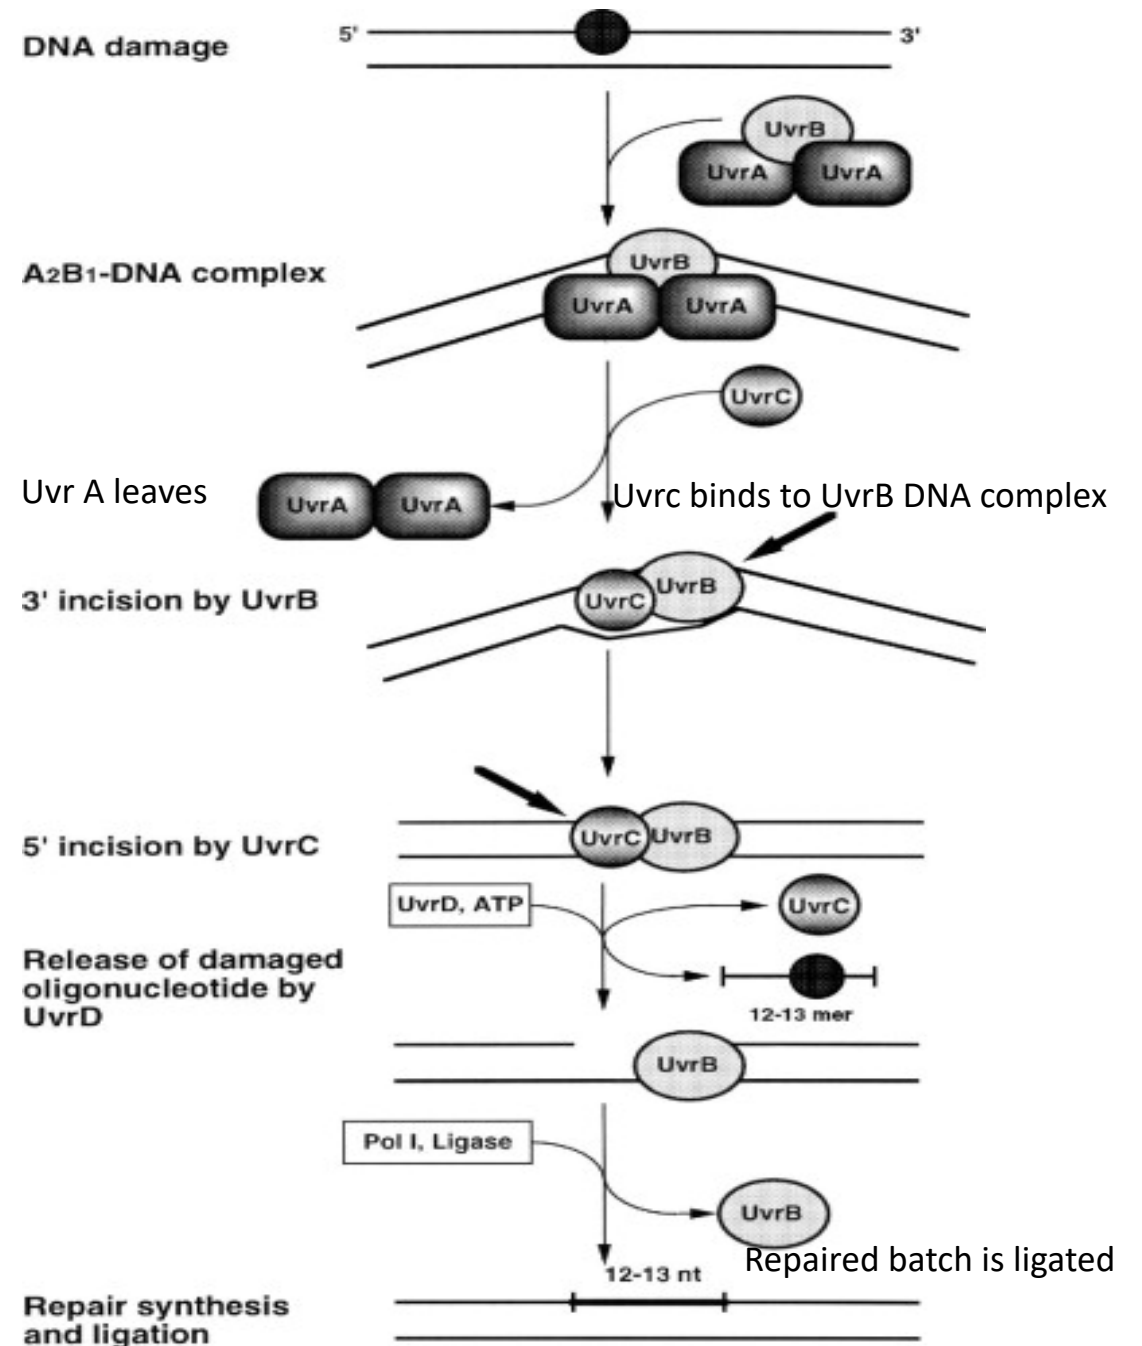 DNA damage
5'
3'
UvrB
UvrA
UvrA
A2B1-DNA complex
UvrB
UvrA
UvrA
UvrC
Uvr A leaves
UvrA
UvrA
Uvrc binds to UvrB DNA complex
3' incision by UvrB
UvrC
UvrB
5' incision by UvrC
UvrC
UvrB
UvrD, ATP
UvrC
Release of damaged
oligonucleotide by
UvrD
12-13 mer
UvrB
Pol I, Ligase
UvrB
Repaired batch is ligated
12-13 nt
Repair synthesis
and ligation